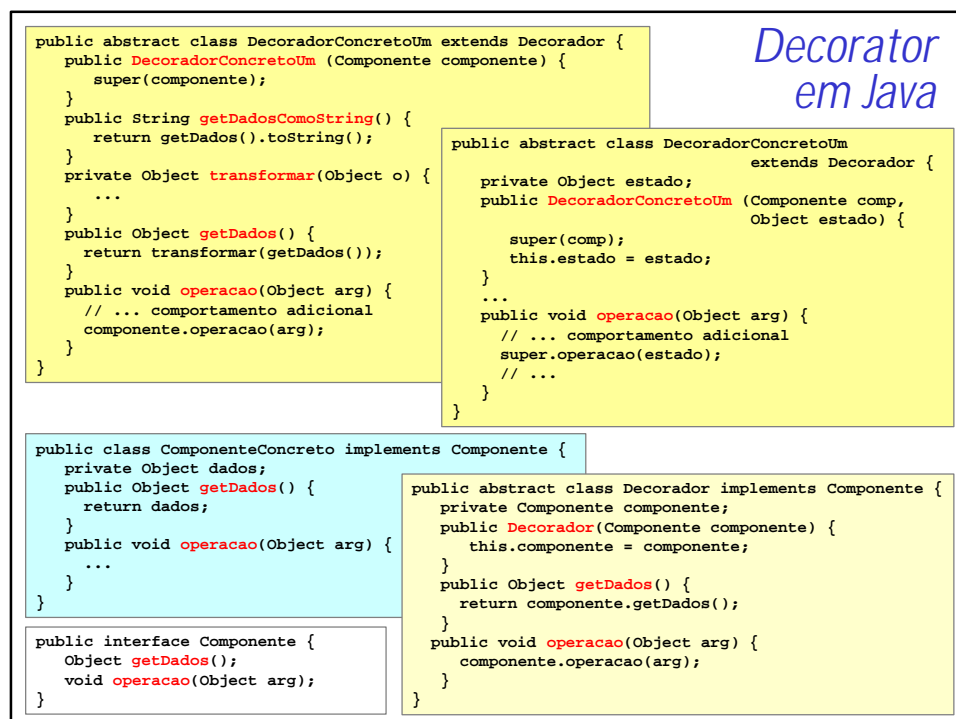 Decorator
em Java
public abstract class DecoradorConcretoUm extends Decorador {
   public DecoradorConcretoUm (Componente componente) {
      super(componente);
   }
   public String getDadosComoString() {
      return getDados().toString();
   }
   private Object transformar(Object o) {
      ...
   }
   public Object getDados() {
     return transformar(getDados());
   }
   public void operacao(Object arg) {
     // ... comportamento adicional
     componente.operacao(arg);
   }
}
public abstract class DecoradorConcretoUm
                               extends Decorador {
   private Object estado;
   public DecoradorConcretoUm (Componente comp,
                               Object estado) {
      super(comp);
      this.estado = estado;
   }
   ...
   public void operacao(Object arg) {
     // ... comportamento adicional
     super.operacao(estado);
     // ...
   }
}
public class ComponenteConcreto implements Componente {
   private Object dados;
   public Object getDados() {
     return dados;
   }
   public void operacao(Object arg) {
     ...
   }
}
public abstract class Decorador implements Componente {
   private Componente componente;
   public Decorador(Componente componente) {
      this.componente = componente;
   }
   public Object getDados() {
     return componente.getDados();
   }
  public void operacao(Object arg) {
     componente.operacao(arg);
   }
}
public interface Componente {
   Object getDados();
   void operacao(Object arg);
}